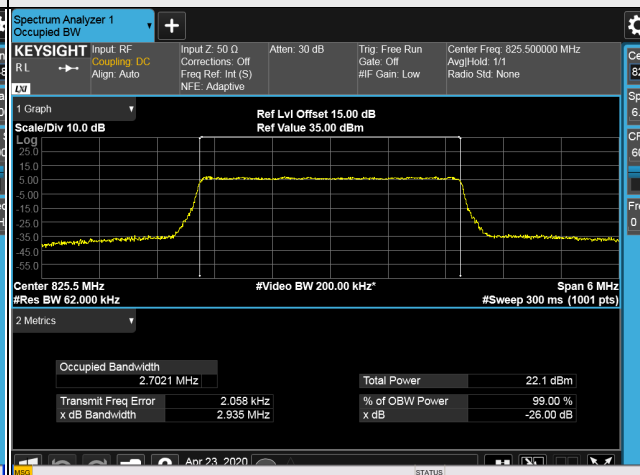 Spectrum Analyzer 1
Occupied BW
KEYSIGHT
Input: RF
Coupling: DC
Align: Auto
RL
LXI
Input Z: 50 Ω
Corrections: Off
Freq Ref: Int (S)
NFE: Adaptive
Atten: 30 dB
Trig: Free Run
Gate: Off
#IF Gain: Low
Center Freq: 825.500000 MHz
Avg|Hold: 1/1
Radio Std: None
1 Graph
Scale/Div 10.0 dB
Ref Lvl Offset 15.00 dB
Ref Value 35.00 dBm
Log
25.0
15.0
5.00
-5.00
-15.0
-25.0
-35.0
-45.0
-55.0
Center 825.5 MHz
#Res BW 62.000 kHz
#Video BW 200.00 kHz*
Span 6 MHz
#Sweep 300 ms (1001 pts)
2 Metrics
Occupied Bandwidth
2.7021 MHz
Transmit Freq Error 2.058 kHz
x dB Bandwidth 2.935 MHz
Total Power 22.1 dBm
% of OBW Power 99.00 %
x dB -26.00 dB
Apr 23, 2020
MSG
STATUS